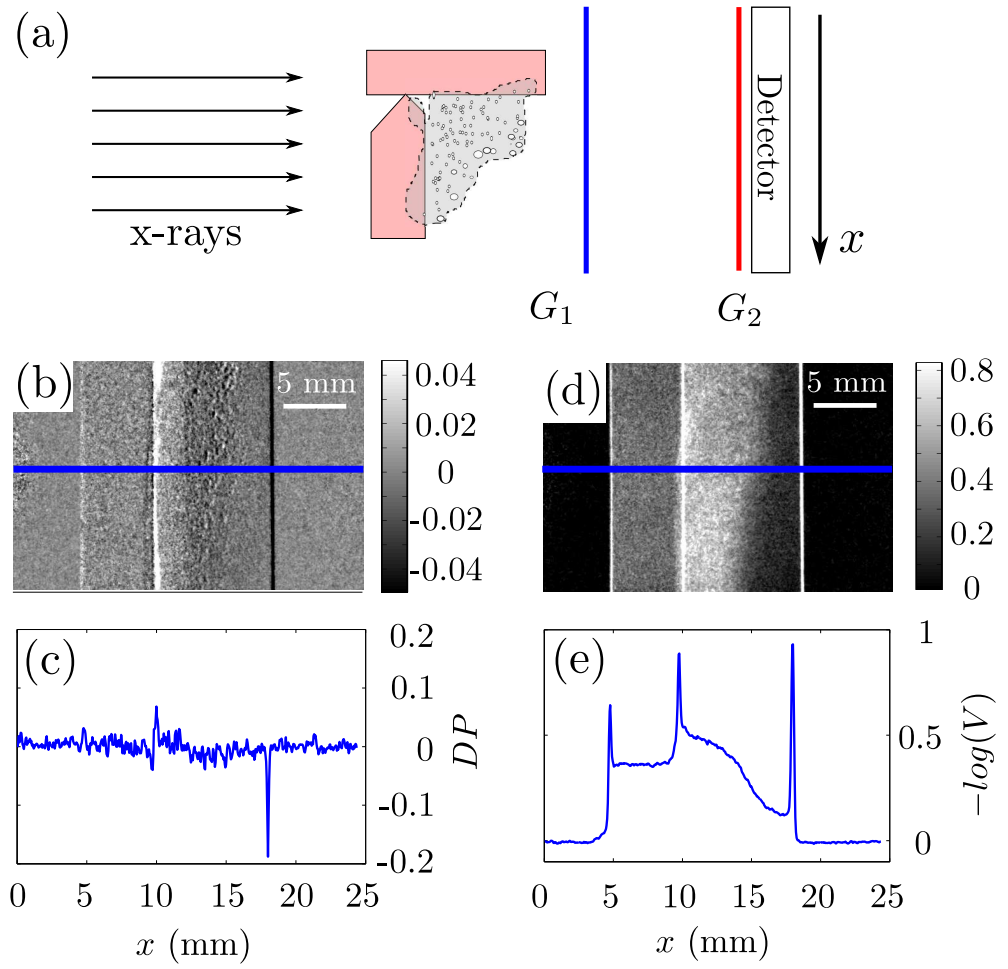 (a)
x-rays
G1
G2
Detector
x
(b)
5 mm
0.04
0.02
0
-0.02
-0.04
(d)
5 mm
0.8
0.6
0.4
0.2
0
(c)
0.2
0.1
0
-0.1
-0.2
DP
0 5 10 15 20 25
x (mm)
(e)
1
0.5
0
−log(V)
0 5 10 15 20 25
x (mm)